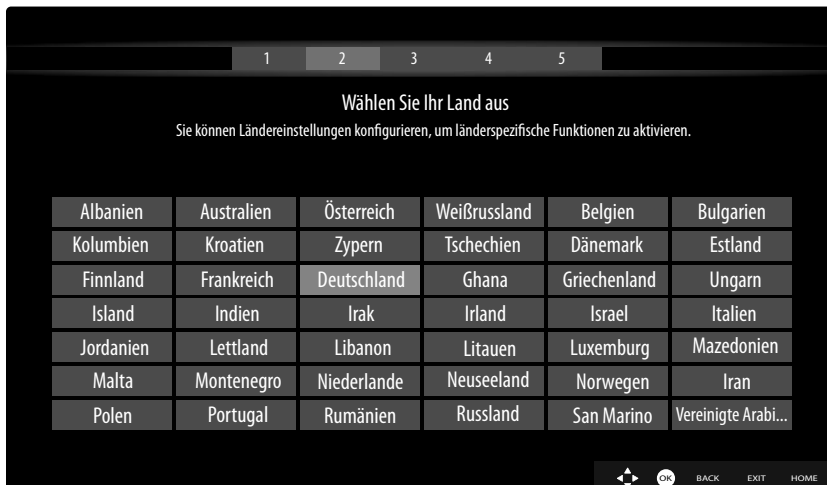 1 2 3 4 5
Wählen Sie Ihr Land aus
Sie können Ländereinstellungen konfigurieren, um länderspezifische Funktionen zu aktivieren.
Albanien Australien Österreich Weißrussland Belgien Bulgarien
Kolumbien Kroatien Zypern Tschechien Dänemark Estland
Finnland Frankreich Deutschland Ghana Griechenland Ungarn
Island Indien Irak Irland Israel Italien
Jordanien Lettland Libanon Litauen Luxemburg Mazedonien
Malta Montenegro Niederlande Neuseeland Norwegen Iran
Polen Portugal Rumänien Russland San Marino Vereinigte Arabi...
OK BACK EXIT HOME